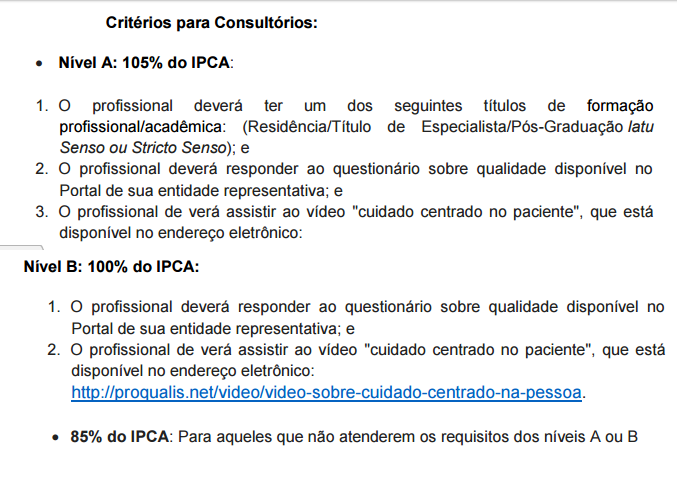 Critérios para Consultórios:
• Nível A: 105% do IPCA:
1. O profissional deverá ter um dos seguintes títulos de formação
profissional/acadêmica: (Residência/Título de Especialista/Pós-Graduação latu
Senso ou Stricto Senso); e
2. O profissional deverá responder ao questionário sobre qualidade disponível no
Portal de sua entidade representativa; e
3. O profissional de verá assistir ao vídeo "cuidado centrado no paciente", que está
disponível no endereço eletrônico:
Nível B: 100% do IPCA:
1. O profissional deverá responder ao questionário sobre qualidade disponível no
Portal de sua entidade representativa; e
2. O profissional de verá assistir ao vídeo "cuidado centrado no paciente", que está
disponível no endereço eletrônico:
http://proqualis.net/video/video-sobre-cuidado-centrado-na-pessoa.
• 85% do IPCA: Para aqueles que não atenderem os requisitos dos níveis A ou B